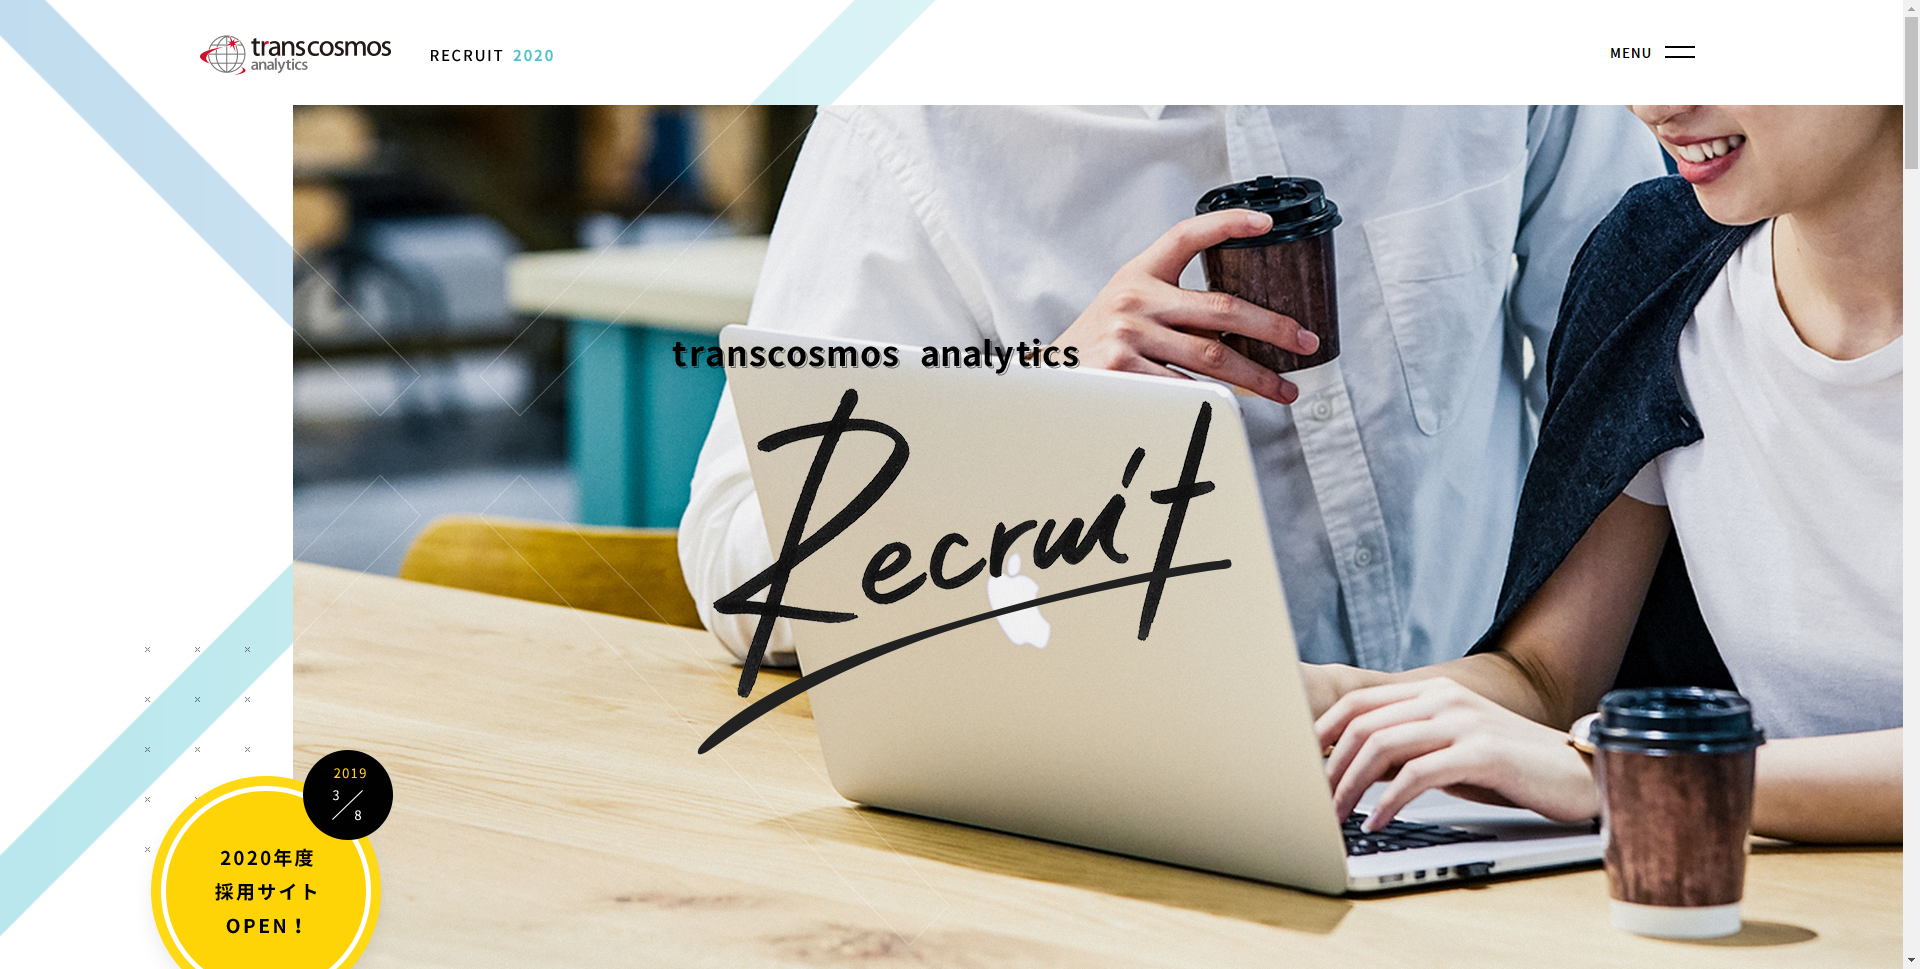 transcosmos
analytics
RECRUIT 2020
MENU
transcosmos analytics
Recruit
2019
3/8
2020年度
採用サイト
OPEN！